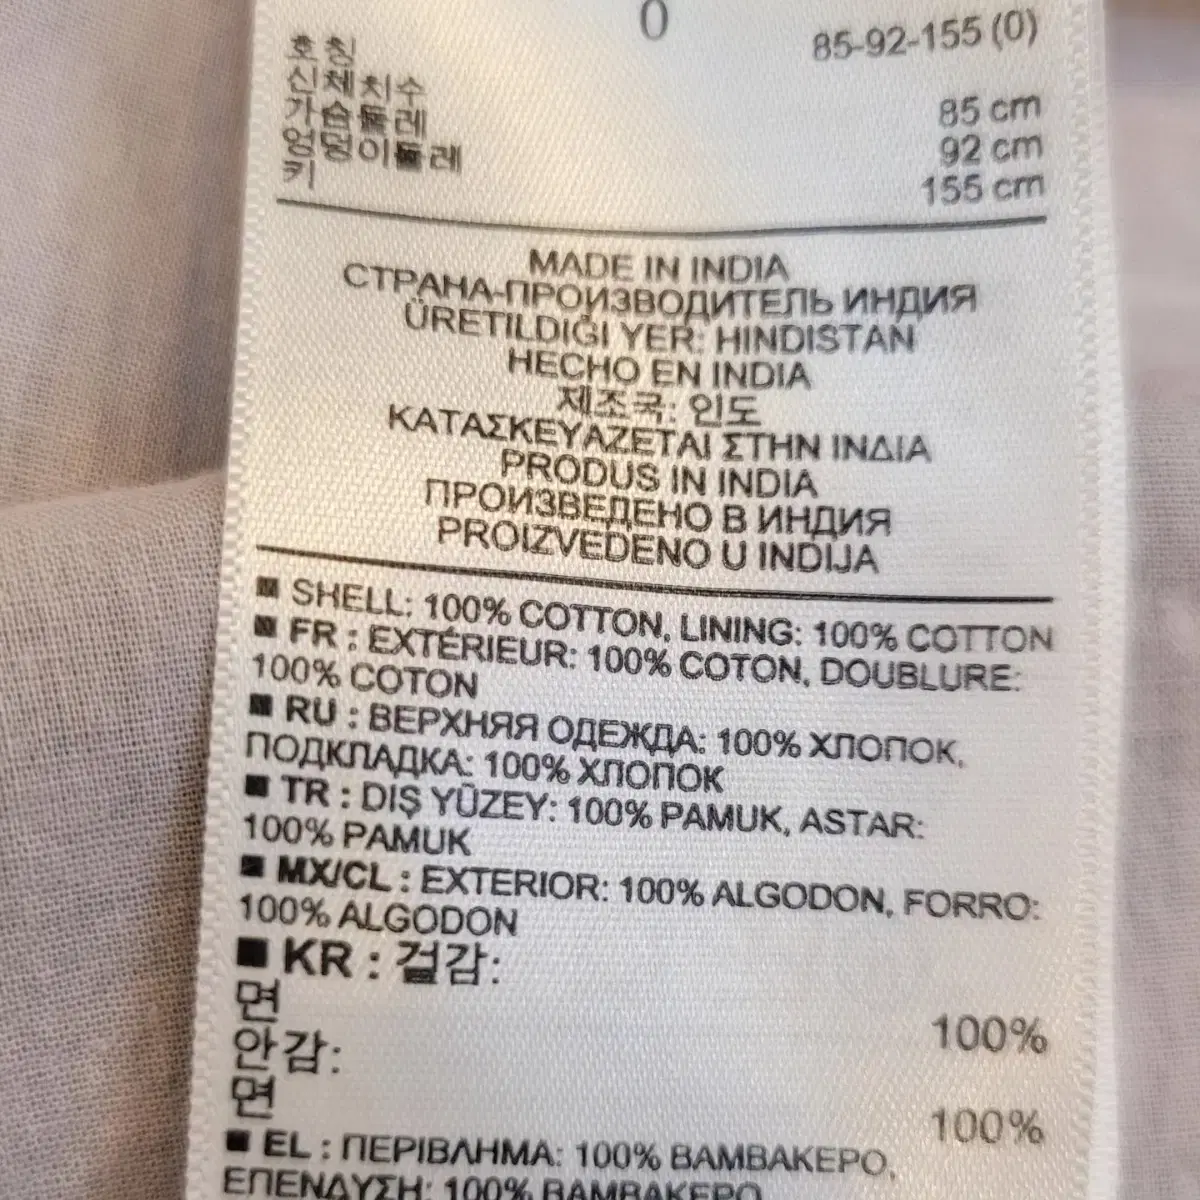 0
호칭 85-92-155 (0)
신체치수
가슴둘레 85 cm
엉덩이둘레 92 cm
키 155 cm
MADE IN INDIA
СТРАНА-ПРОИЗВОДИТЕЛЬ ИНДИЯ
ÜRETILDIĞI YER: HINDISTAN
HECHO EN INDIA
제조국: 인도
ΚΑΤΑΣΚΕΥΑΖΕΤΑΙ ΣΤΗΝ ΙΝΔΙΑ
PRODUS IN INDIA
ПРОИЗВЕДЕНО В ИНДИЯ
PROIZVEDENO U INDIJA
■ SHELL: 100% COTTON, LINING: 100% COTTON
■ FR : EXTÉRIEUR: 100% COTON, DOUBLURE:
100% COTON
■ RU : ВЕРХНЯЯ ОДЕЖДА: 100% ХЛОПОК,
ПОДКЛАДКА: 100% ХЛОПОК
■ TR : DIŞ YÜZEY: 100% PAMUK, ASTAR:
100% PAMUK
■ MX/CL : EXTERIOR: 100% ALGODON, FORRO:
100% ALGODON
■ KR : 겉감:
면 100%
안감:
면 100%
■ EL : ΠΕΡΙΒΛΗΜΑ: 100% ΒΑΜΒΑΚΕΡΟ,
ΕΠΕΝΔΥΣΗ: 100% ΒΑΜΒΑΚΕΡΟ